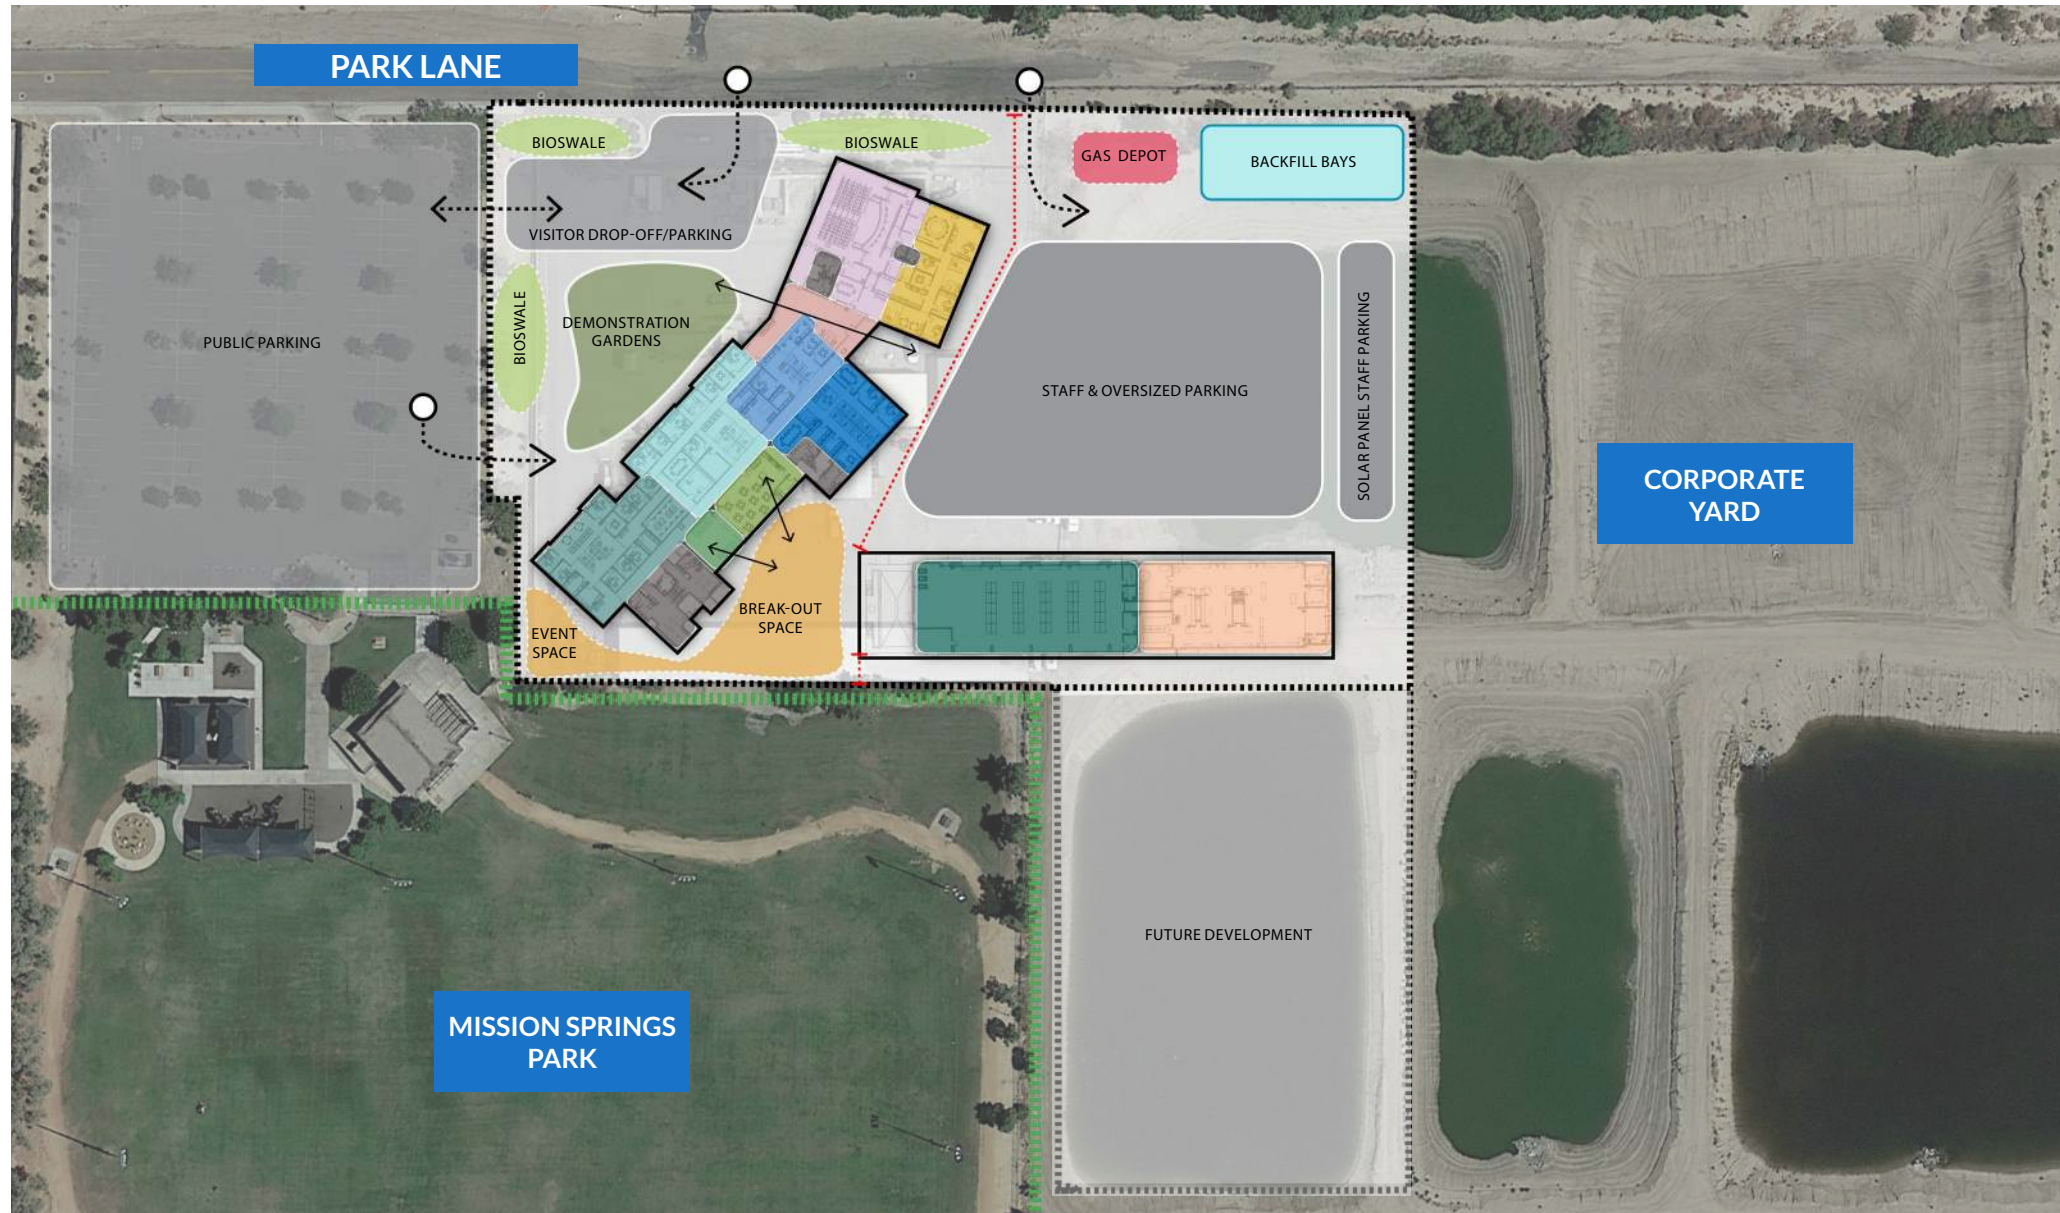 PARK LANE
BIOSWALE
BIOSWALE
GAS DEPOT
BACKFILL BAYS
VISITOR DROP-OFF/PARKING
PUBLIC PARKING
BIOSWALE
DEMONSTRATION
GARDENS
STAFF & OVERSIZED PARKING
SOLAR PANEL STAFF PARKING
CORPORATE
YARD
EVENT
SPACE
BREAK-OUT
SPACE
FUTURE DEVELOPMENT
MISSION SPRINGS
PARK